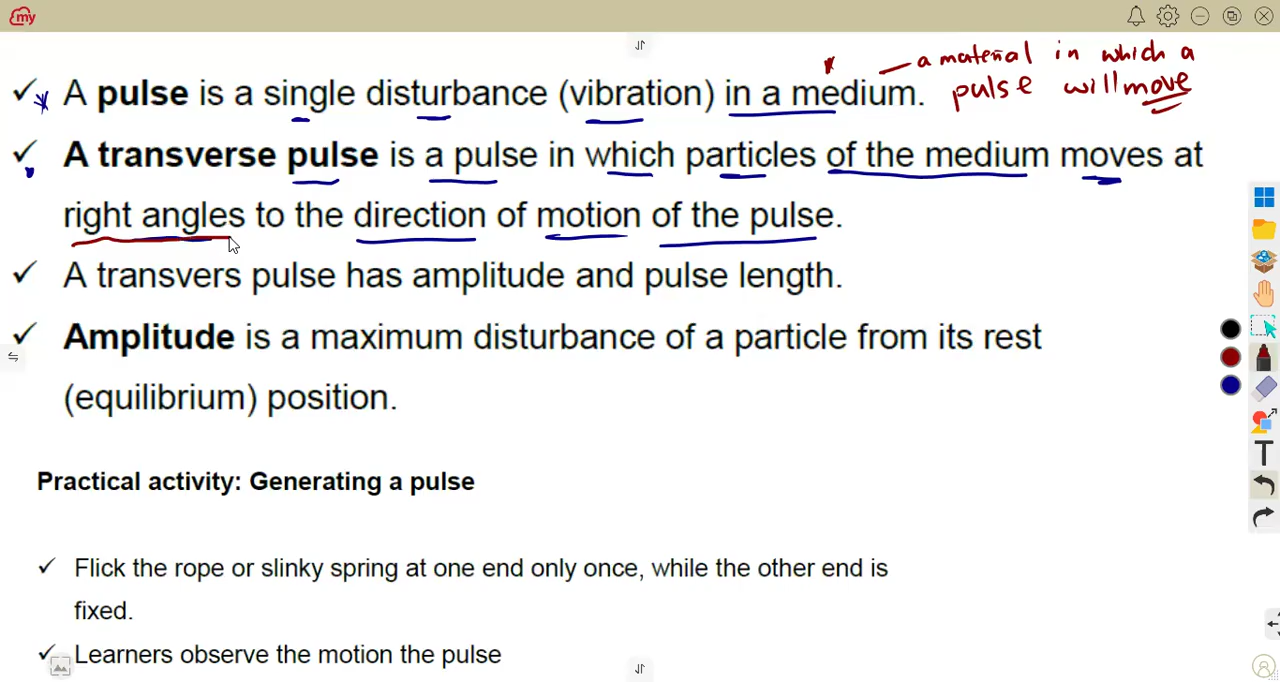 my
a material in which a
✓ A pulse is a single disturbance (vibration) in a medium.
pulse will move
✓ A transverse pulse is a pulse in which particles of the medium moves at
right angles to the direction of motion of the pulse.
✓ A transvers pulse has amplitude and pulse length.
✓ Amplitude is a maximum disturbance of a particle from its rest
(equilibrium) position.
Practical activity: Generating a pulse
✓ Flick the rope or slinky spring at one end only once, while the other end is
fixed.
✓ Learners observe the motion the pulse